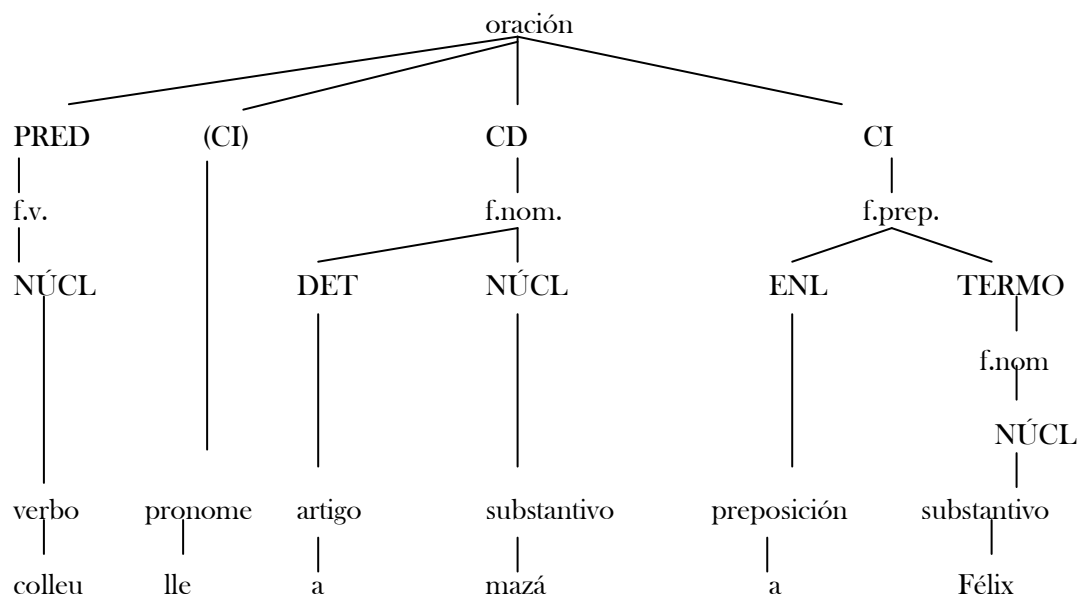 oración
PRED (CI) CD CI
f.v. f.nom. f.prep.
NÚCL DET NÚCL ENL TERMO
f.nom
NÚCL
verbo pronome artigo substantivo preposición substantivo
colleu lle a mazá a Félix